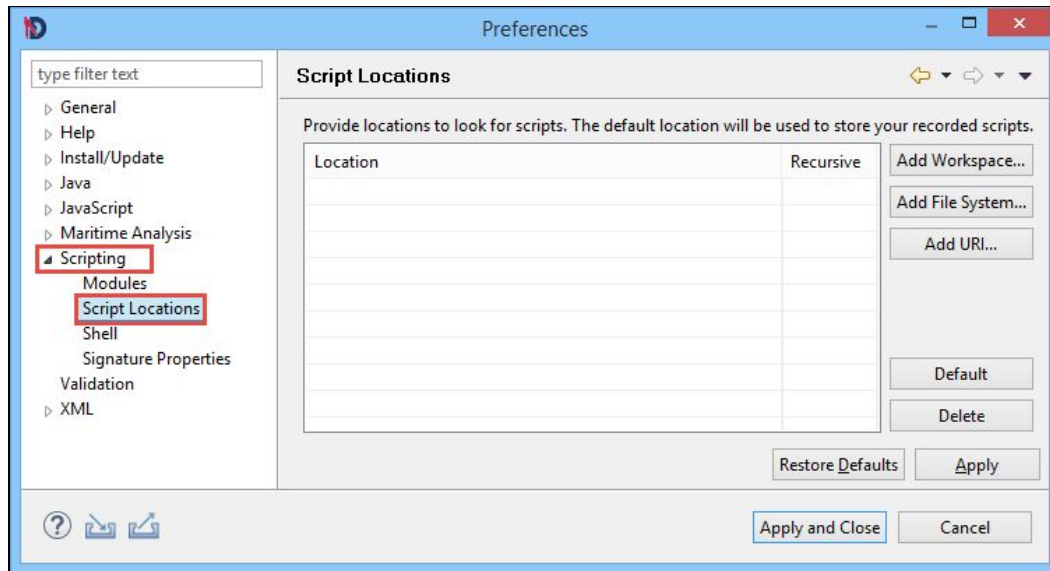 Preferences
type filter text
General
Help
Install/Update
Java
JavaScript
Maritime Analysis
Scripting
Modules
Script Locations
Shell
Signature Properties
Validation
XML
Script Locations
Provide locations to look for scripts. The default location will be used to store your recorded scripts.
Location Recursive
Add Workspace...
Add File System...
Add URI...
Default
Delete
Restore Defaults Apply
Apply and Close Cancel